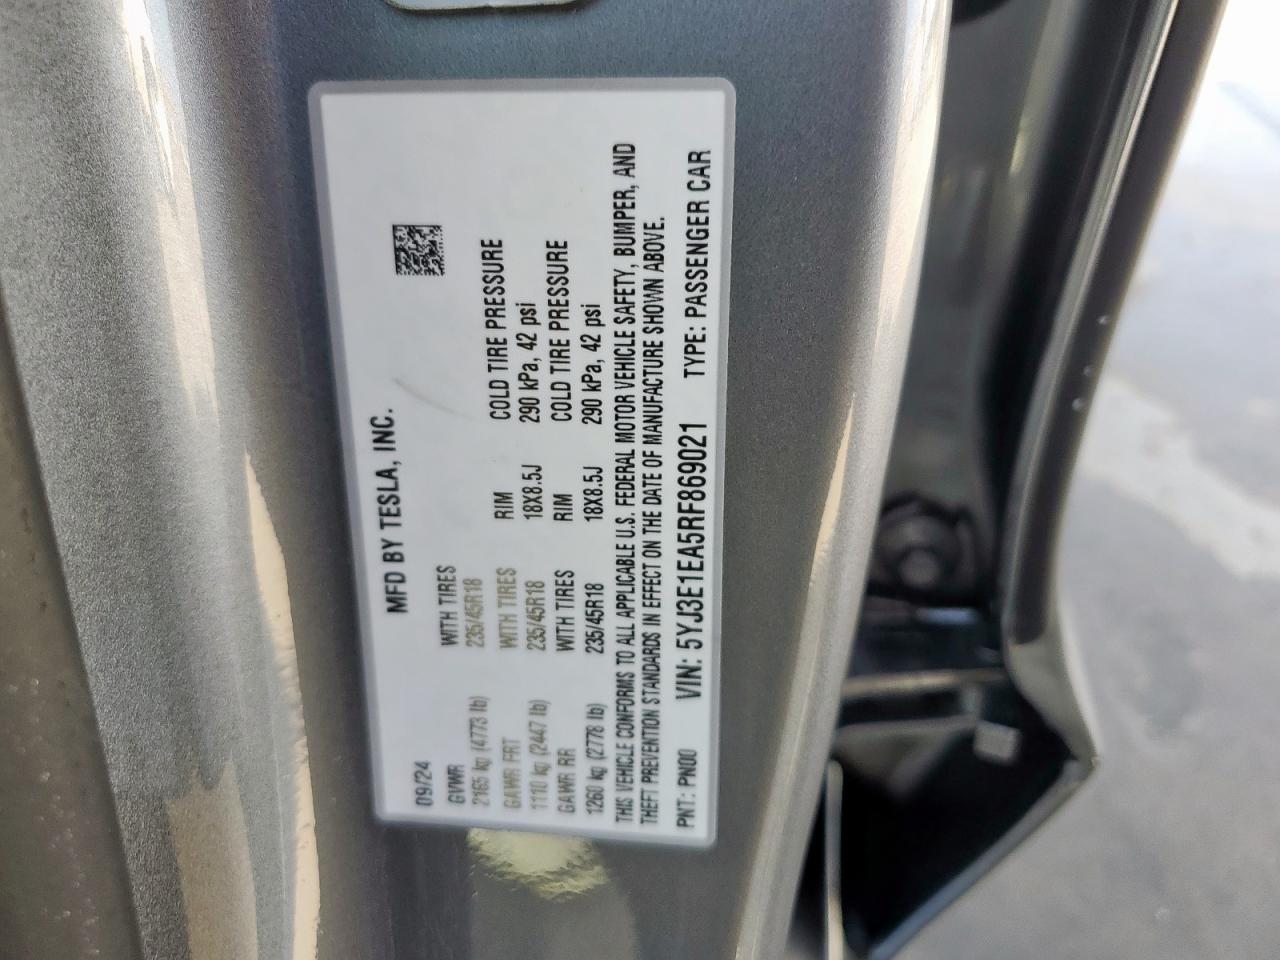 MFD BY TESLA, INC.
09/24
GVWR WITH TIRES
2165 kg (4773 lb) 235/45R18
GAWR FRT WITH TIRES RIM COLD TIRE PRESSURE
1110 kg (2447 lb) 235/45R18 18X8.5J 290 kPa, 42 psi
GAWR RR WITH TIRES RIM COLD TIRE PRESSURE
1260 kg (2778 lb) 235/45R18 18X8.5J 290 kPa, 42 psi
THIS VEHICLE CONFORMS TO ALL APPLICABLE U.S. FEDERAL MOTOR VEHICLE SAFETY, BUMPER, AND
THEFT PREVENTION STANDARDS IN EFFECT ON THE DATE OF MANUFACTURE SHOWN ABOVE.
PNT: PN00 VIN: 5YJ3E1EA5RF869021 TYPE: PASSENGER CAR